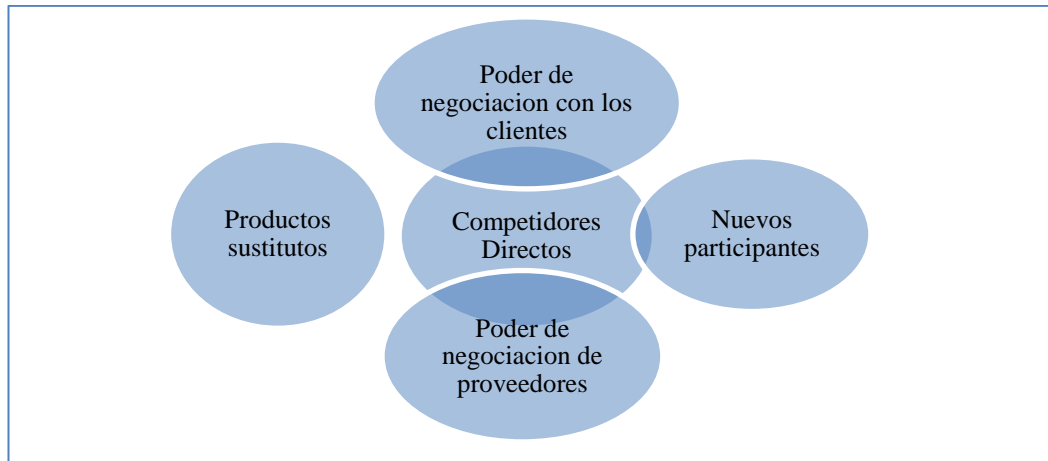 Poder de
negociacion con los
clientes
Productos
sustitutos
Competidores
Directos
Nuevos
participantes
Poder de
negociacion de
proveedores